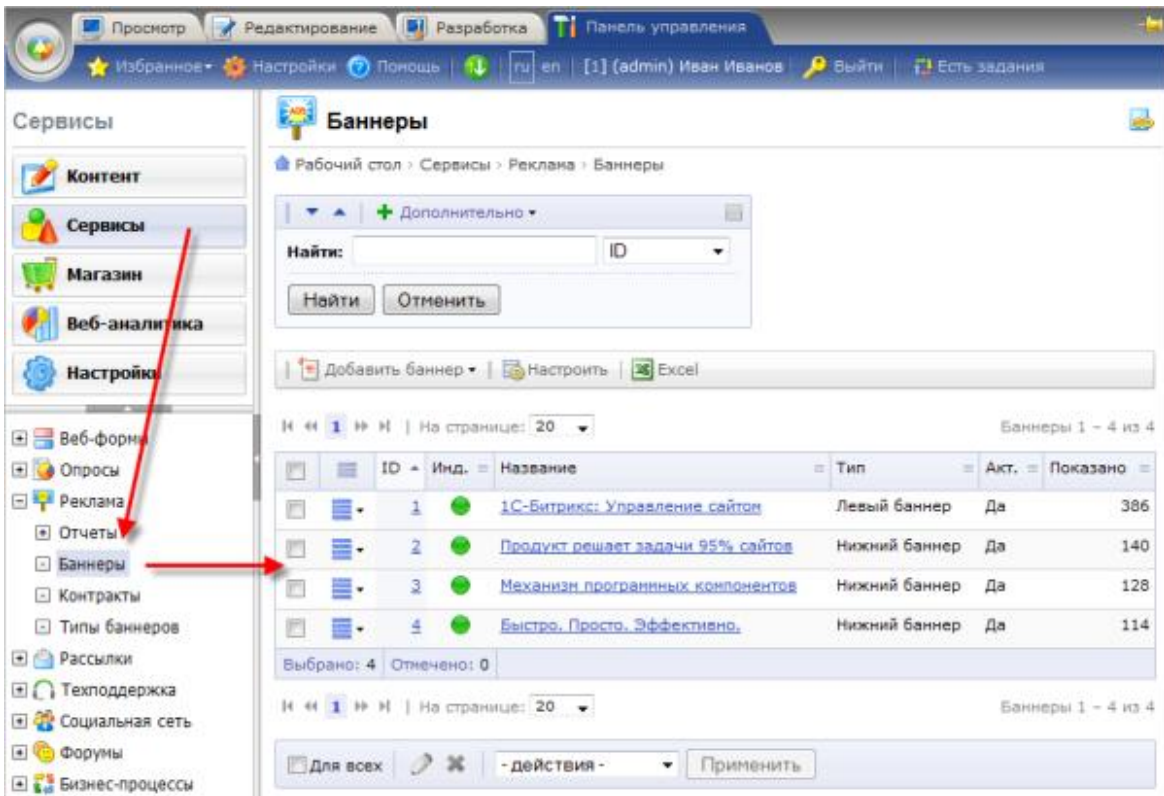 Просмотр Редактирование Разработка Панель управления
Избранное Настройки Помощь ru en [1] (admin) Иван Иванов Выйти Есть задания
Сервисы
Контент
Сервисы
Магазин
Веб-аналитика
Настройки
Веб-формы
Опросы
Реклама
Отчеты
Баннеры
Контракты
Типы баннеров
Рассылки
Техподдержка
Социальная сеть
Форумы
Бизнес-процессы
Баннеры
Рабочий стол › Сервисы › Реклама › Баннеры
Дополнительно
Найти: ID
Найти Отменить
Добавить баннер Настроить Excel
1 На странице: 20 Баннеры 1 – 4 из 4
ID Инд. Название Тип Акт. Показано
1 1С-Битрикс: Управление сайтом Левый баннер Да 386
2 Продукт решает задачи 95% сайтов Нижний баннер Да 140
3 Механизм программных компонентов Нижний баннер Да 128
4 Быстро. Просто. Эффективно. Нижний баннер Да 114
Выбрано: 4 Отмечено: 0
1 На странице: 20 Баннеры 1 – 4 из 4
Для всех - действия - Применить